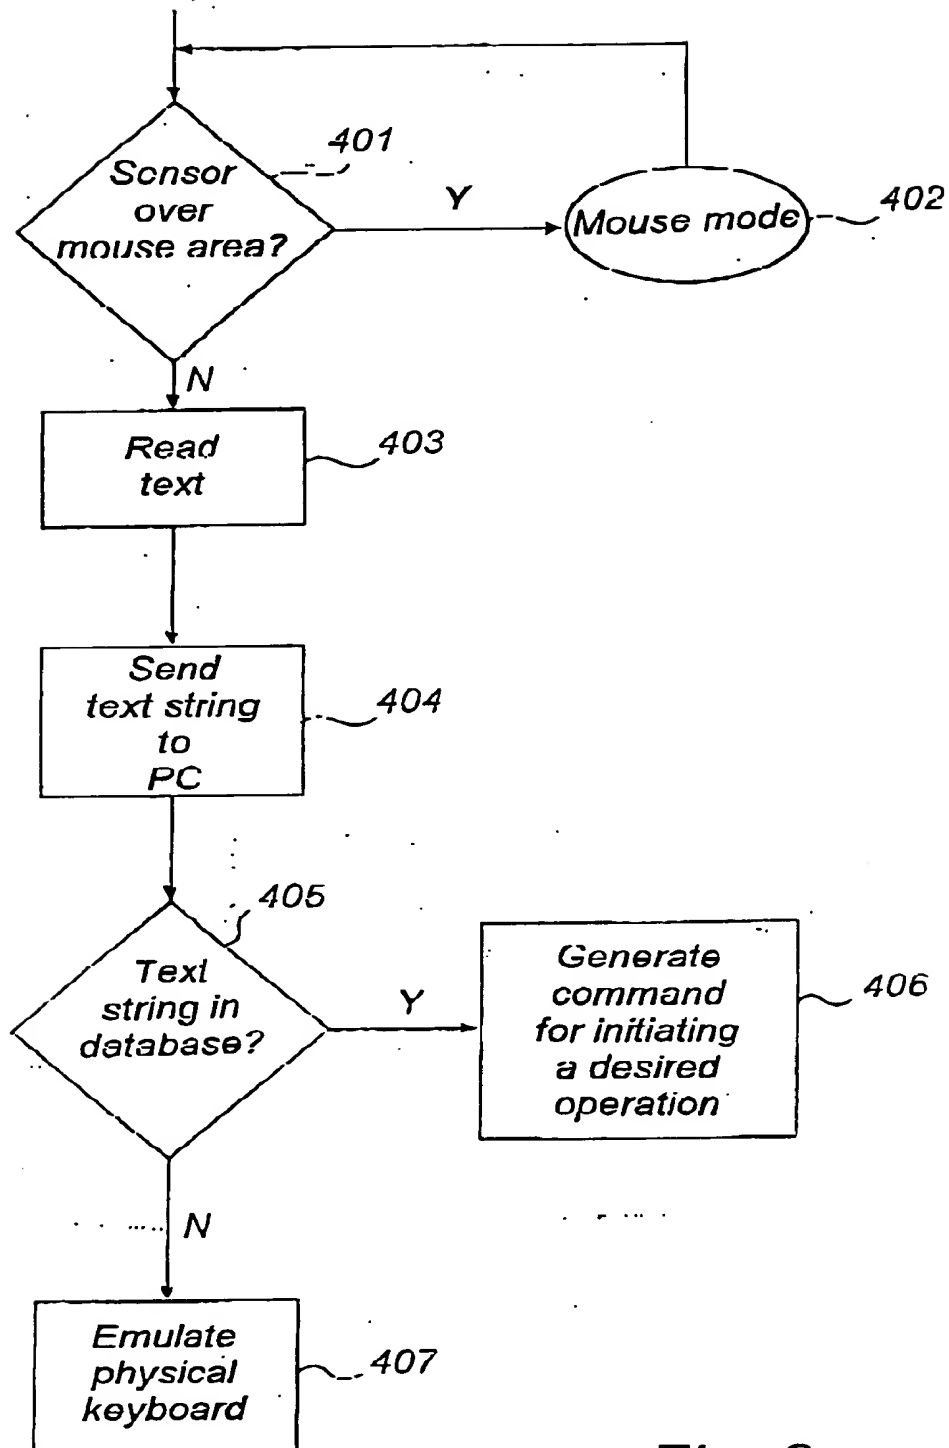 401
Sensor
over
mouse area?
Y
Mouse mode
402
N
Read
text
403
Send
text string
to
PC
404
405
Text
string in
database?
Y
Generate
command
for initiating
a desired
operation
406
N
Emulate
physical
keyboard
407